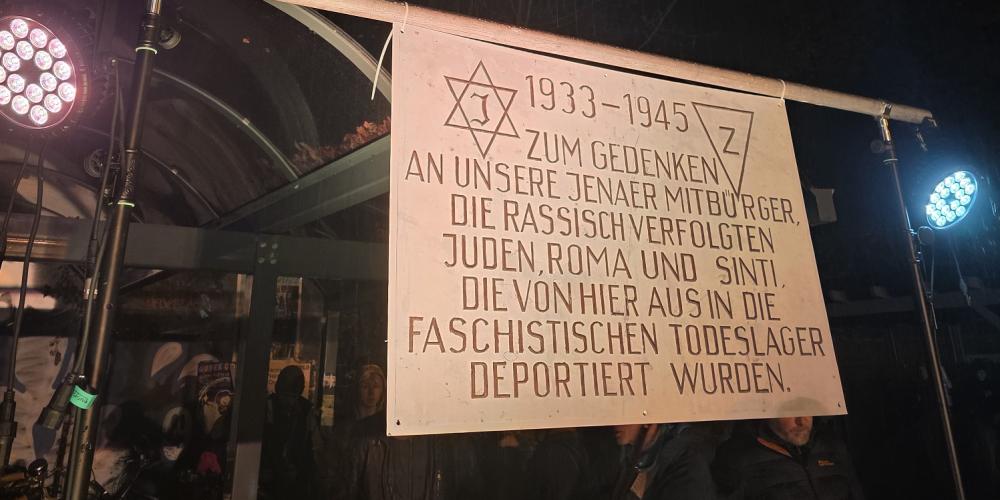 J 1933-1945 Z
ZUM GEDENKEN
AN UNSERE JENAER MITBÜRGER,
DIE RASSISCH VERFOLGTEN
JUDEN, ROMA UND SINTI,
DIE VON HIER AUS IN DIE
FASCHISTISCHEN TODESLAGER
DEPORTIERT WURDEN.